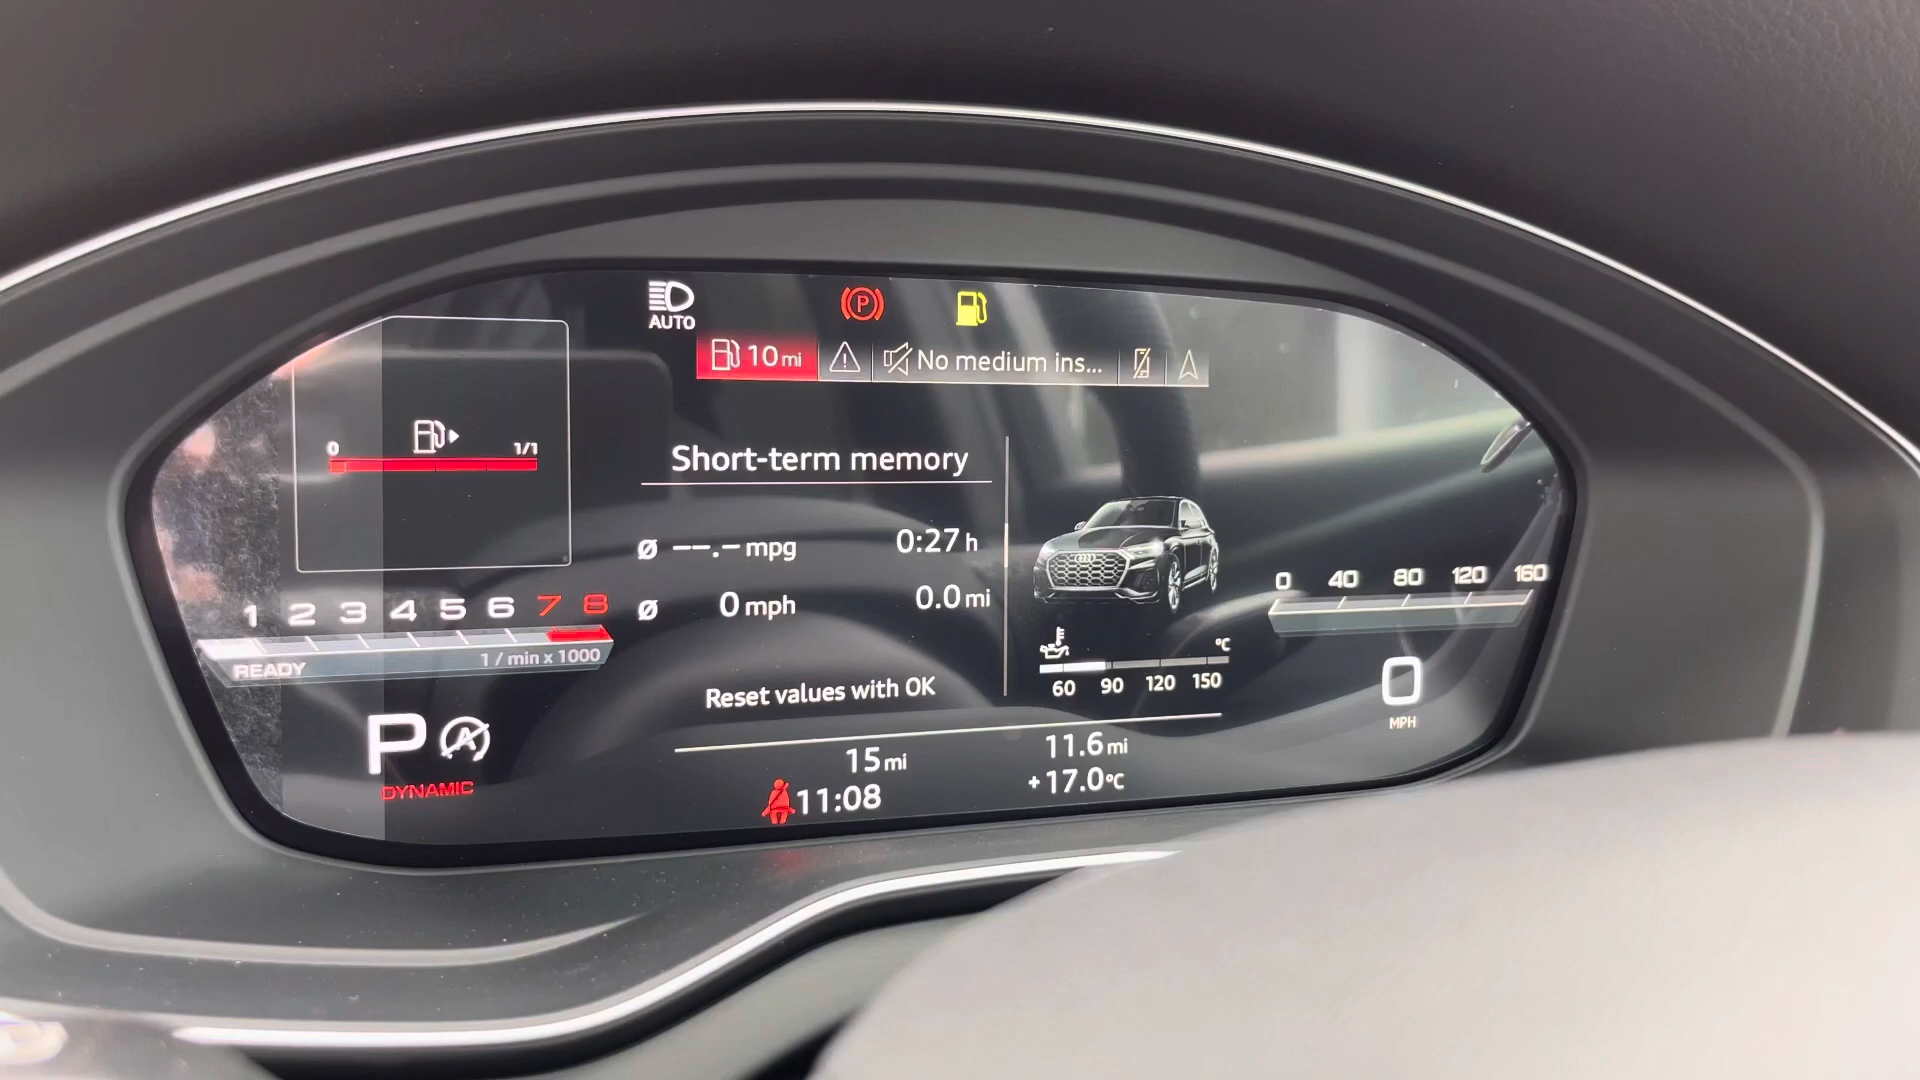 AUTO
P
10 mi
No medium ins...
0 1/1
Short-term memory
ø --.- mpg 0:27 h
ø 0 mph 0.0 mi
Reset values with OK
1 2 3 4 5 6 7 8
READY 1 / min x 1000
P A
DYNAMIC
°C
60 90 120 150
0 40 80 120 160
0
MPH
15 mi 11.6 mi
11:08 +17.0°C